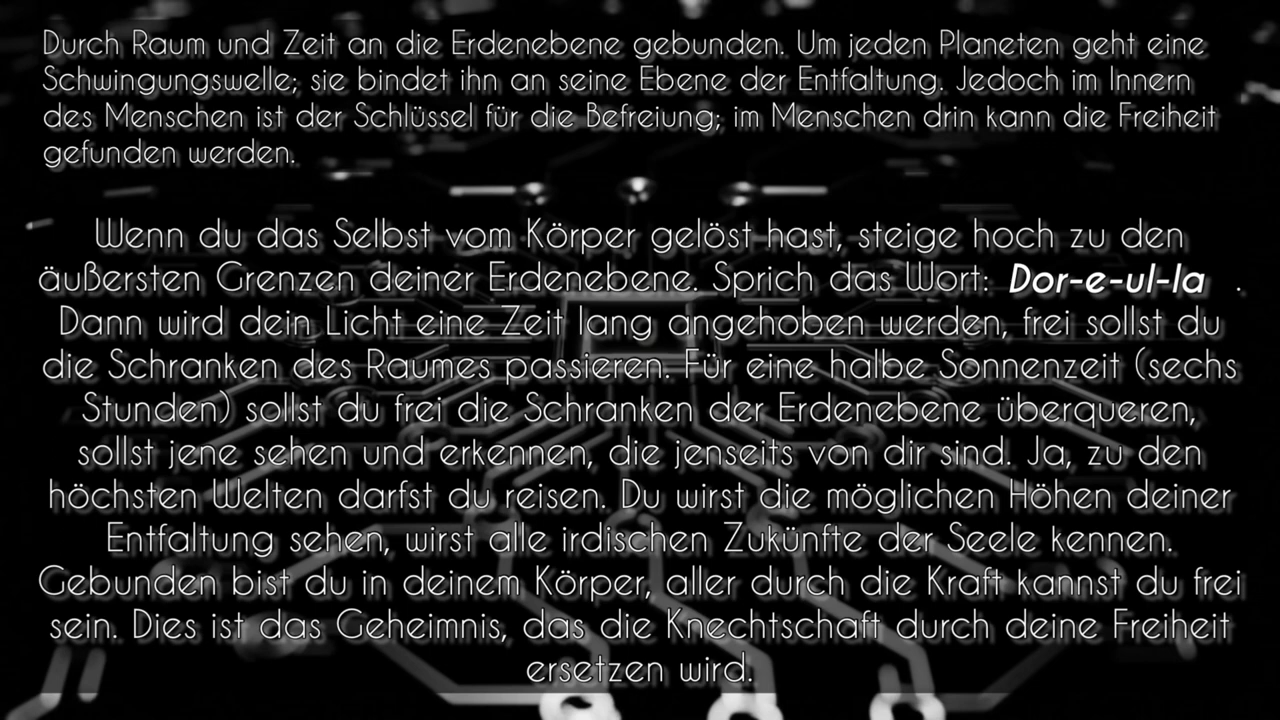 Durch Raum und Zeit an die Erdenebene gebunden. Um jeden Planeten geht eine
Schwingungswelle; sie bindet ihn an seine Ebene der Entfaltung. Jedoch im Innern
des Menschen ist der Schlüssel für die Befreiung; im Menschen drin kann die Freiheit
gefunden werden.
Wenn du das Selbst vom Körper gelöst hast, steige hoch zu den
äußersten Grenzen deiner Erdenebene. Sprich das Wort: Dor-e-ul-la .
Dann wird dein Licht eine Zeit lang angehoben werden, frei sollst du
die Schranken des Raumes passieren. Für eine halbe Sonnenzeit (sechs
Stunden) sollst du frei die Schranken der Erdenebene überqueren,
sollst jene sehen und erkennen, die jenseits von dir sind. Ja, zu den
höchsten Welten darfst du reisen. Du wirst die möglichen Höhen deiner
Entfaltung sehen, wirst alle irdischen Zukünfte der Seele kennen.
Gebunden bist du in deinem Körper, aller durch die Kraft kannst du frei
sein. Dies ist das Geheimnis, das die Knechtschaft durch deine Freiheit
ersetzen wird.